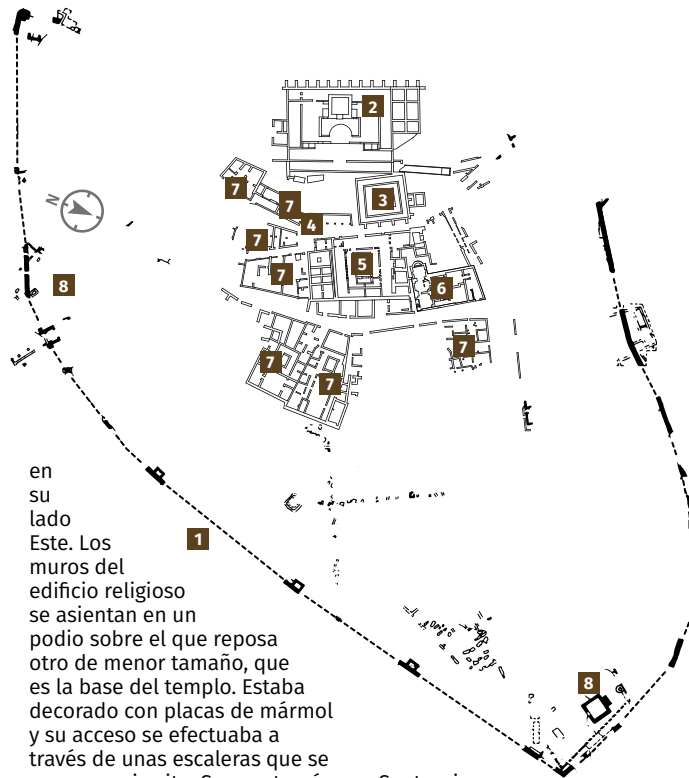 2
3
7
7
4
N
7
5
7
6
8
7
7
7
en
su
lado
Este. Los
1
muros del
edificio religioso
se asientan en un
podio sobre el que reposa
otro de menor tamaño, que
es la base del templo. Estaba
8
decorado con placas de mármol
y su acceso se efectuaba a
través de unas escaleras que se